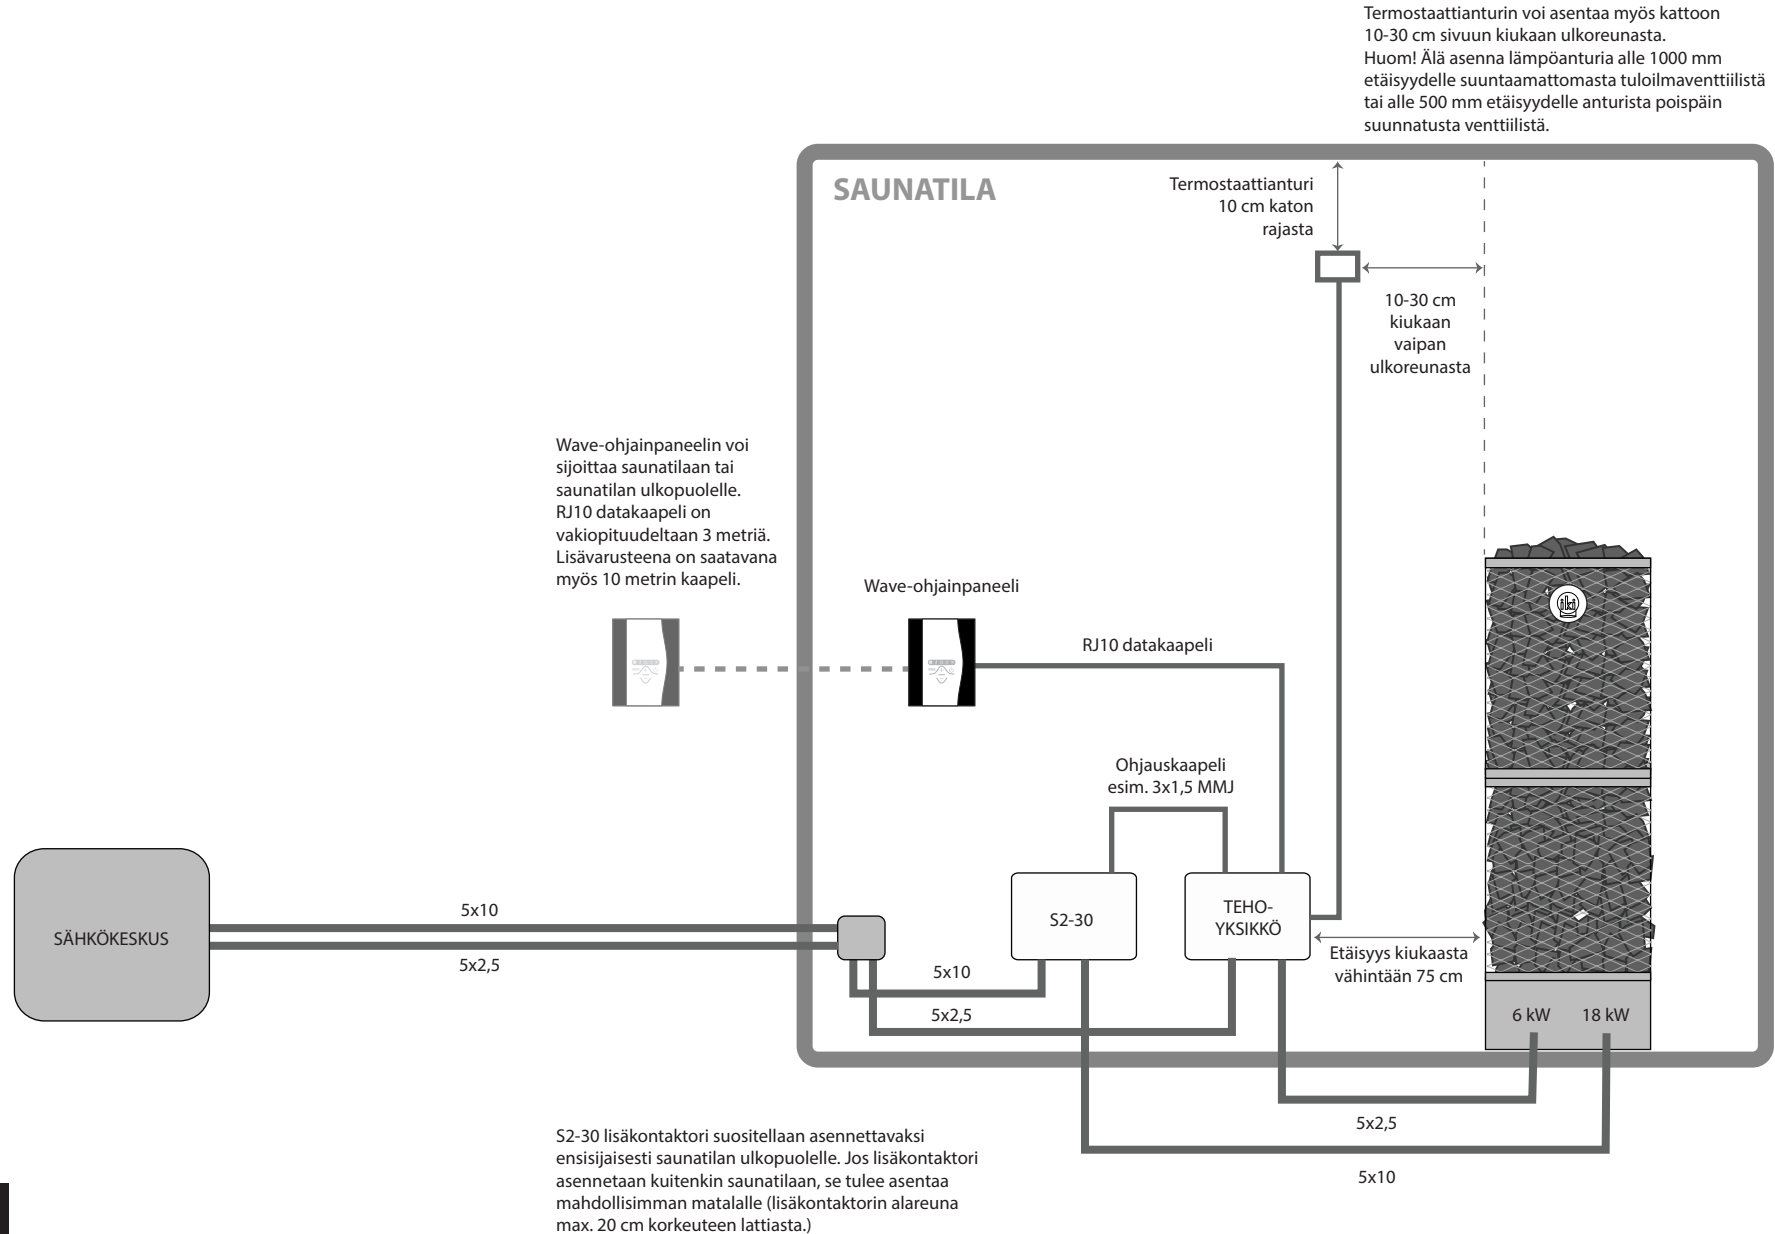 Termostaattianturin voi asentaa myös kattoon
10-30 cm sivuun kiukaan ulkoreunasta.
Huom! Älä asenna lämpöanturia alle 1000 mm
etäisyydelle suuntaamattomasta tuloilmaventtiilistä
tai alle 500 mm etäisyydelle anturista poispäin
suunnatusta venttiilistä.
SAUNATILA
Termostaattianturi
10 cm katon
rajasta
10-30 cm
kiukaan
vaipan
ulkoreunasta
Wave-ohjainpaneelin voi
sijoittaa saunatilaan tai
saunatilan ulkopuolelle.
RJ10 datakaapeli on
vakiopituudeltaan 3 metriä.
Lisävarusteena on saatavana
myös 10 metrin kaapeli.
Wave-ohjainpaneeli
iki
RJ10 datakaapeli
Ohjauskaapeli
esim. 3x1,5 MMJ
SÄHKÖKESKUS
5x10
5x2,5
S2-30
TEHO-
YKSIKKÖ
Etäisyys kiukaasta
vähintään 75 cm
5x10
5x2,5
6 kW
18 kW
5x2,5
5x10
S2-30 lisäkontaktori suositellaan asennettavaksi
ensisijaisesti saunatilan ulkopuolelle. Jos lisäkontaktori
asennetaan kuitenkin saunatilaan, se tulee asentaa
mahdollisimman matalalle (lisäkontaktorin alareuna
max. 20 cm korkeuteen lattiasta.)